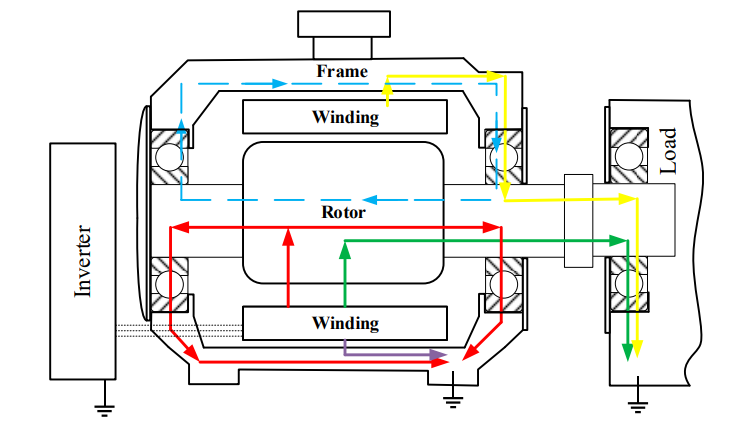 Frame
Winding
Load
Rotor
Inverter
Winding